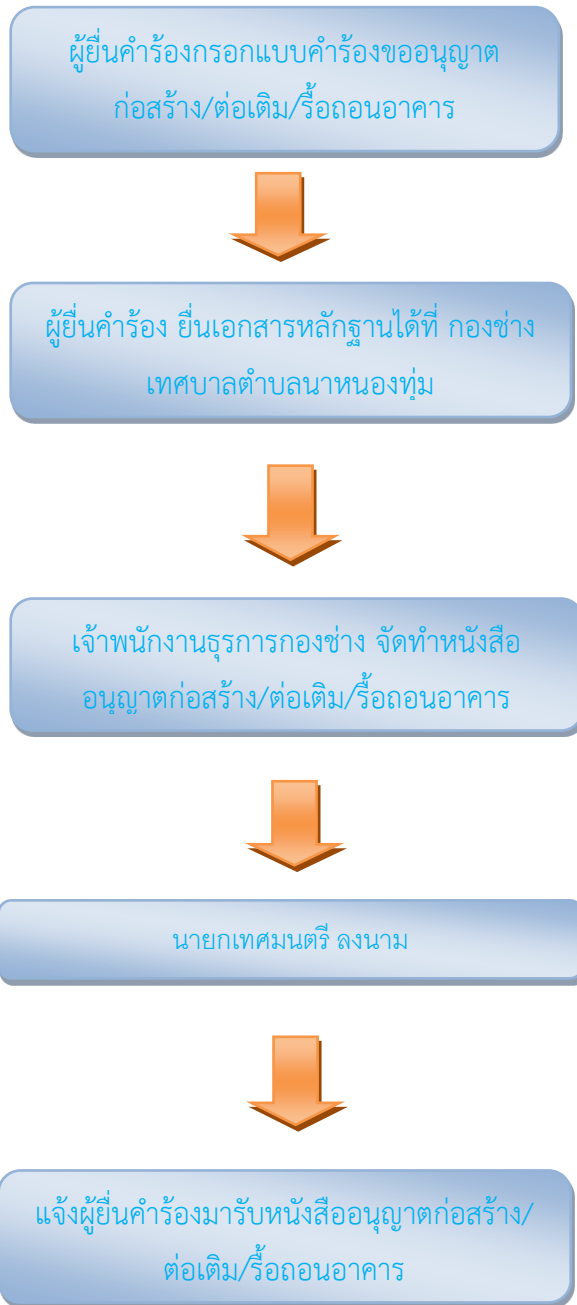 ผู้ยื่นคำร้องกรอกแบบคำร้องขออนุญาต
ก่อสร้าง/ต่อเติม/รื้อถอนอาคาร
ผู้ยื่นคำร้อง ยื่นเอกสารหลักฐานได้ที่ กองช่าง
เทศบาลตำบลนาหนองทุ่ม
เจ้าพนักงานธุรการกองช่าง จัดทำหนังสือ
อนุญาตก่อสร้าง/ต่อเติม/รื้อถอนอาคาร
นายกเทศมนตรี ลงนาม
แจ้งผู้ยื่นคำร้องมารับหนังสืออนุญาตก่อสร้าง/
ต่อเติม/รื้อถอนอาคาร